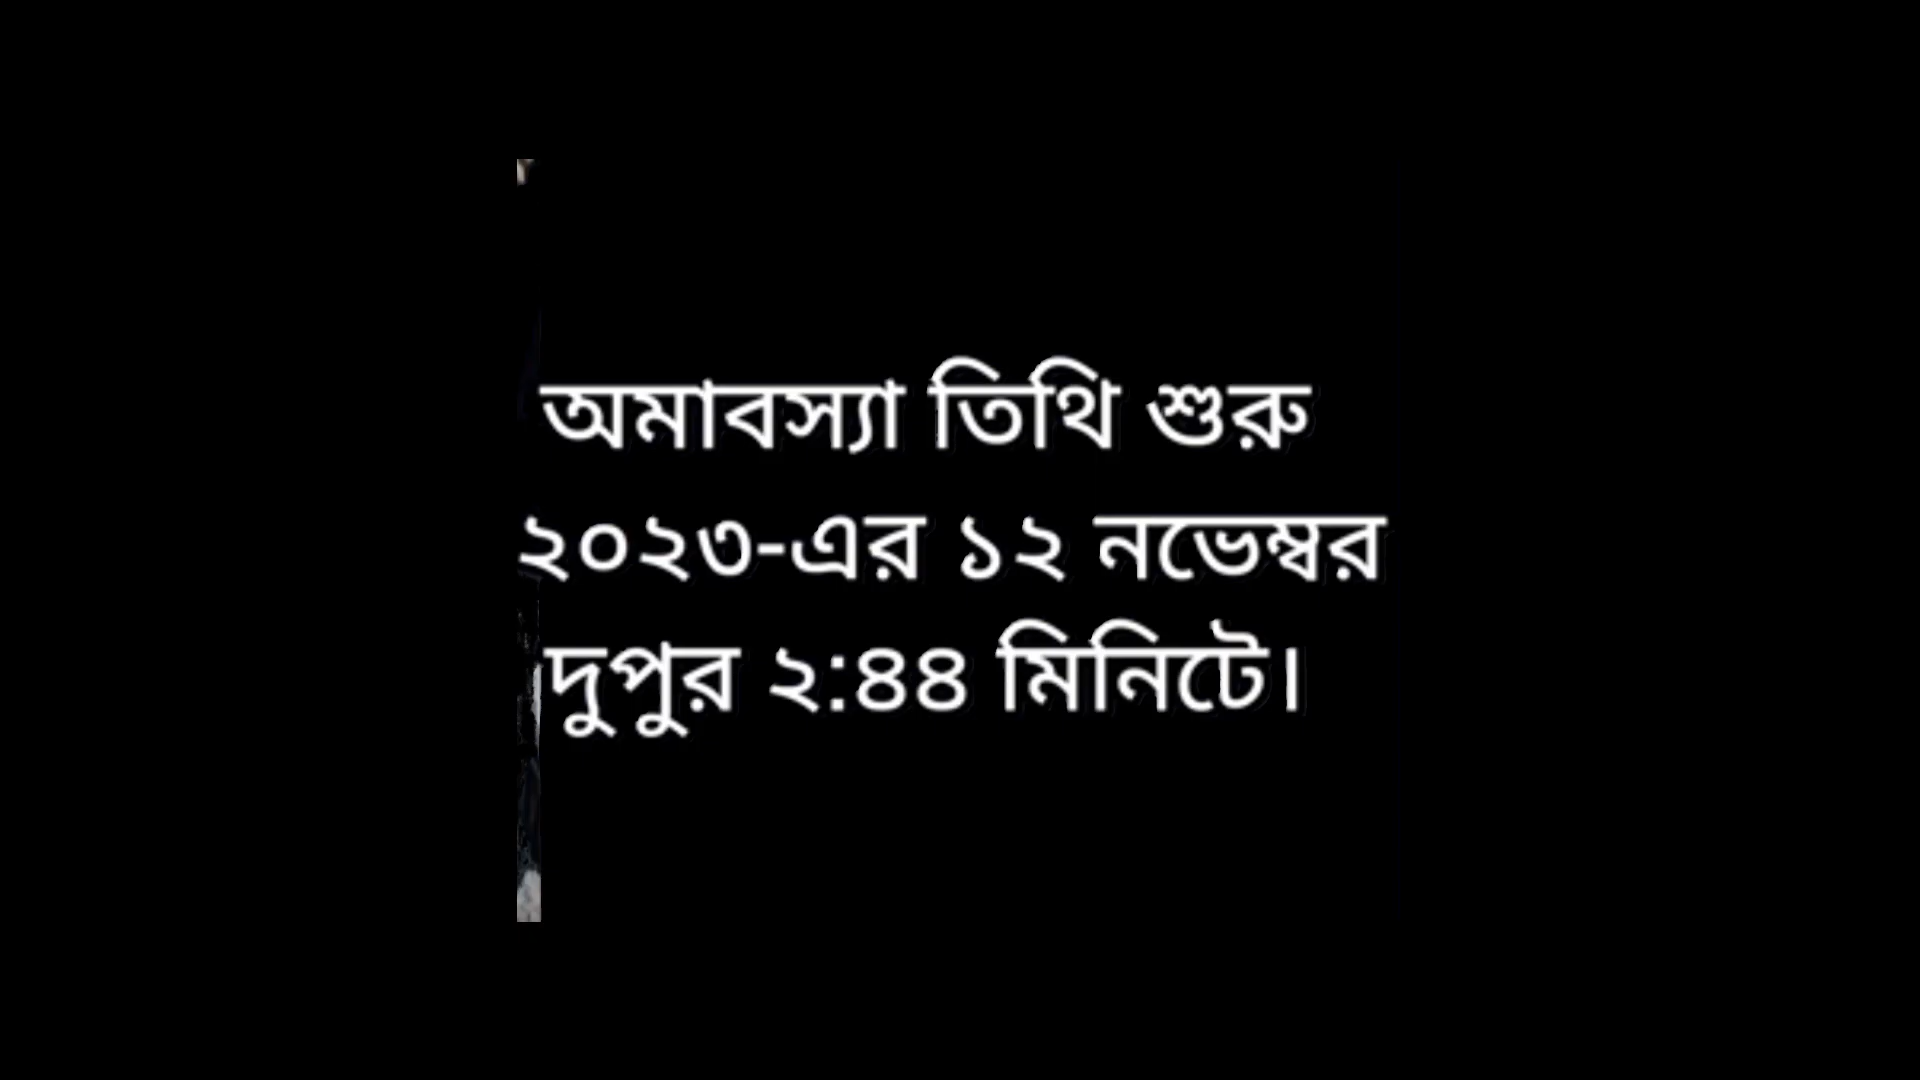 অমাবস্যা তিথি শুরু
২০২৩-এর ১২ নভেম্বর
দুপুর ২:৪৪ মিনিটে।